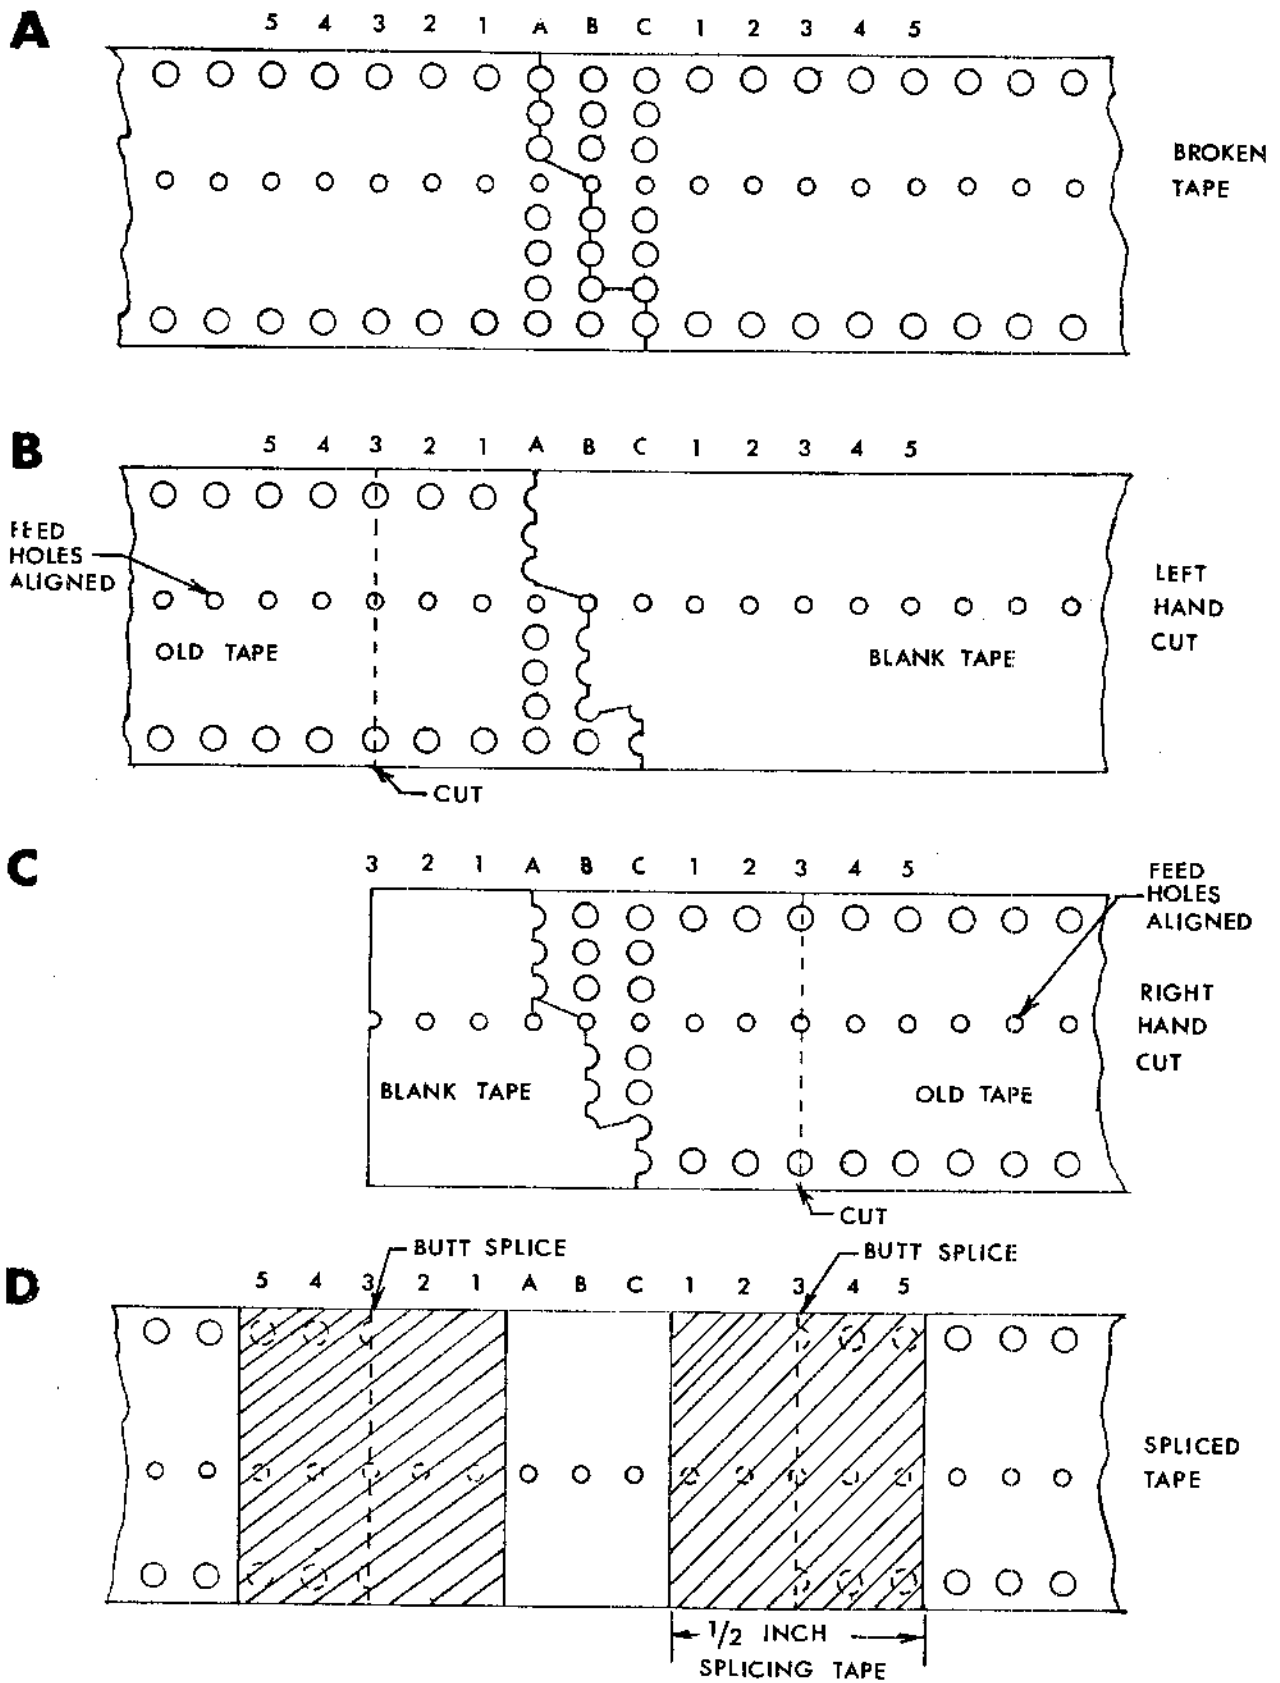 A
5 4 3 2 1 A B C 1 2 3 4 5
BROKEN
TAPE
B
5 4 3 2 1 A B C 1 2 3 4 5
FEED
HOLES
ALIGNED
OLD TAPE
BLANK TAPE
LEFT
HAND
CUT
CUT
C
3 2 1 A B C 1 2 3 4 5
FEED
HOLES
ALIGNED
RIGHT
HAND
CUT
BLANK TAPE
OLD TAPE
CUT
BUTT SPLICE
BUTT SPLICE
D
5 4 3 2 1 A B C 1 2 3 4 5
SPLICED
TAPE
1/2 INCH
SPLICING TAPE